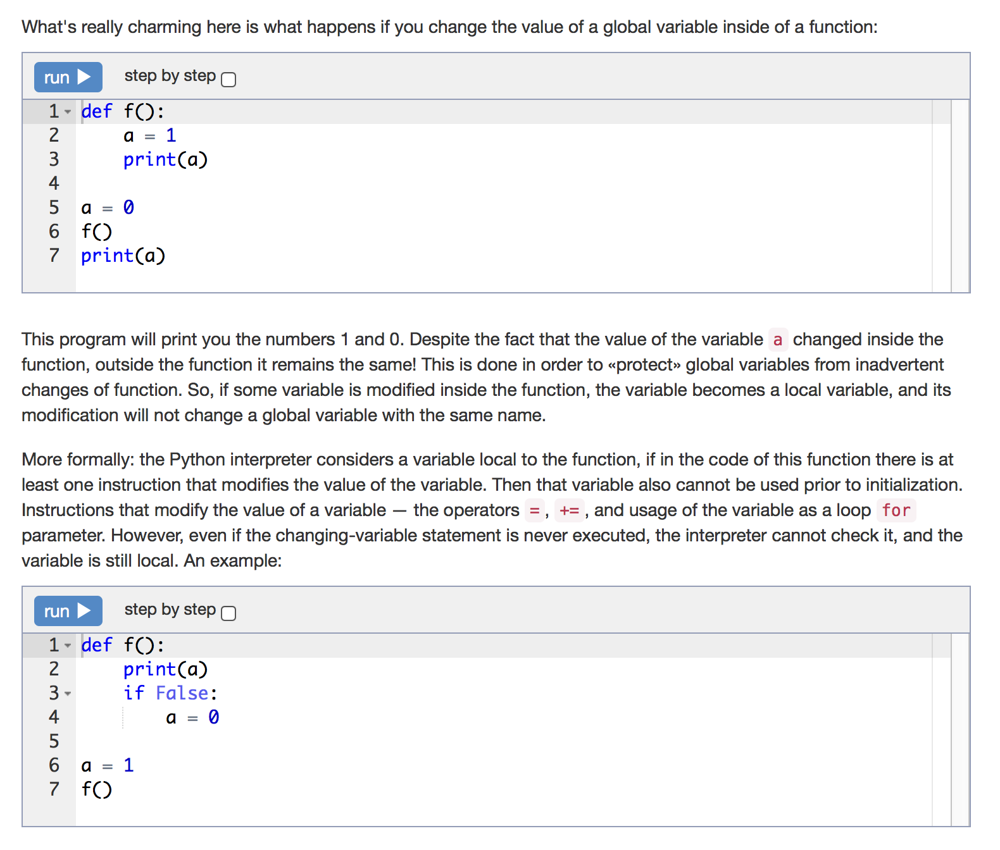 What's really charming here is what happens if you change the value of a global variable inside of a function:
run step by step
1 def f():
2     a = 1
3     print(a)
4
5 a = 0
6 f()
7 print(a)
This program will print you the numbers 1 and 0. Despite the fact that the value of the variable a changed inside the
function, outside the function it remains the same! This is done in order to «protect» global variables from inadvertent
changes of function. So, if some variable is modified inside the function, the variable becomes a local variable, and its
modification will not change a global variable with the same name.
More formally: the Python interpreter considers a variable local to the function, if in the code of this function there is at
least one instruction that modifies the value of the variable. Then that variable also cannot be used prior to initialization.
Instructions that modify the value of a variable — the operators =, +=, and usage of the variable as a loop for
parameter. However, even if the changing-variable statement is never executed, the interpreter cannot check it, and the
variable is still local. An example:
run step by step
1 def f():
2     print(a)
3     if False:
4         a = 0
5
6 a = 1
7 f()